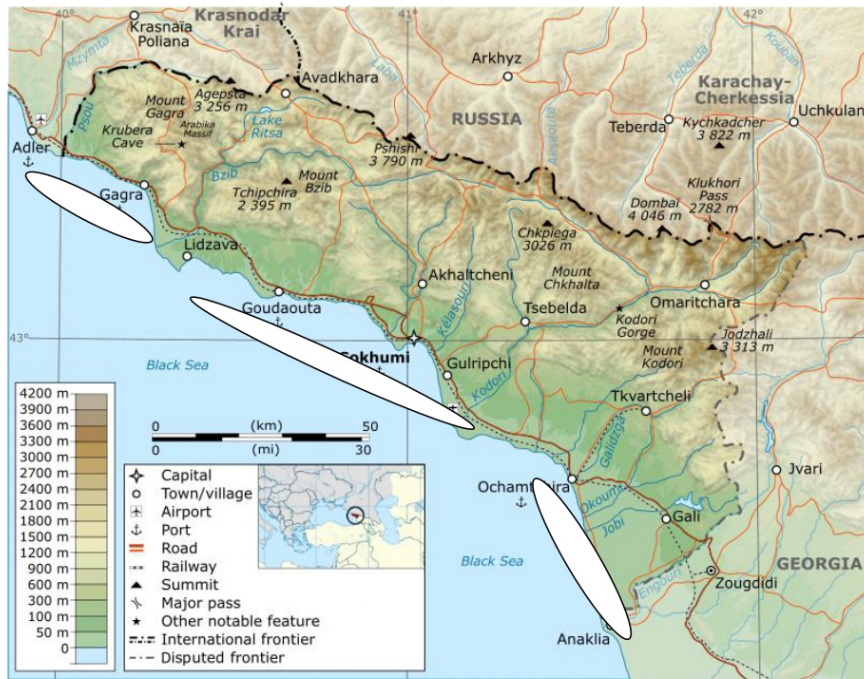 40°
41°
42°
Krasnaïa
Poliana
Krasnodar
Krai
Mzymta
Laba
Arkhyz
Teberda
Kouban
Karachay-
Cherkessia
Agepsta
3 256 m
Avadkhara
Mount
Gagra
Psou
Krubera
Cave
Arabika
Massif
Lake
Ritsa
RUSSIA
Teberda
Kychkadcher
3 822 m
Uchkulan
Adler
Pshishr
3 790 m
Gagra
Bzib
Tchipchira
2 395 m
Mount
Bzib
Klukhori
Pass
2782 m
Dombai
4 046 m
Chkpiega
3026 m
Lidzava
Mount
Chkhalta
Akhaltcheni
Omaritchara
Goudaouta
Kélasouri
Tsebelda
Kodori
Gorge
43°
Jodzhali
3 313 m
Black Sea
Gulripchi
Kodori
Mount
Kodori
Tkvartcheli
Galidzga
4200 m
3900 m
3600 m
3300 m
3000 m
2700 m
2400 m
2100 m
1800 m
1500 m
1200 m
900 m
600 m
300 m
100 m
50 m
0
0 (km) 50
0 (mi) 30
Capital
Town/village
Airport
Port
Road
Railway
Summit
Major pass
Other notable feature
International frontier
Disputed frontier
Jvari
Jobi
Gali
Black Sea
GEORGIA
Engouri
Zougdidi
Anaklia